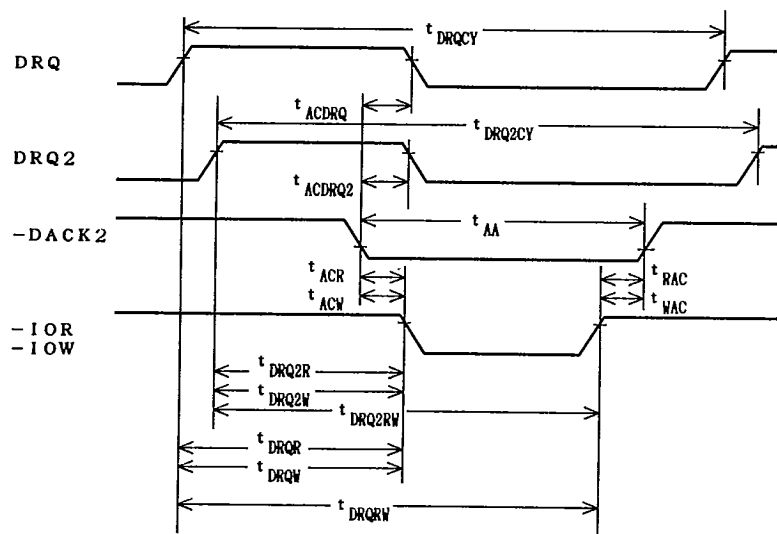 t DRQCY
DRQ
t ACDRQ
t DRQ2CY
DRQ2
t ACDRQ2
-DACK2
t AA
t ACR
t RAC
t ACW
t WAC
-IOR
-IOW
t DRQ2R
t DRQ2W
t DRQ2RW
t DRQR
t DRQW
t DRQRW